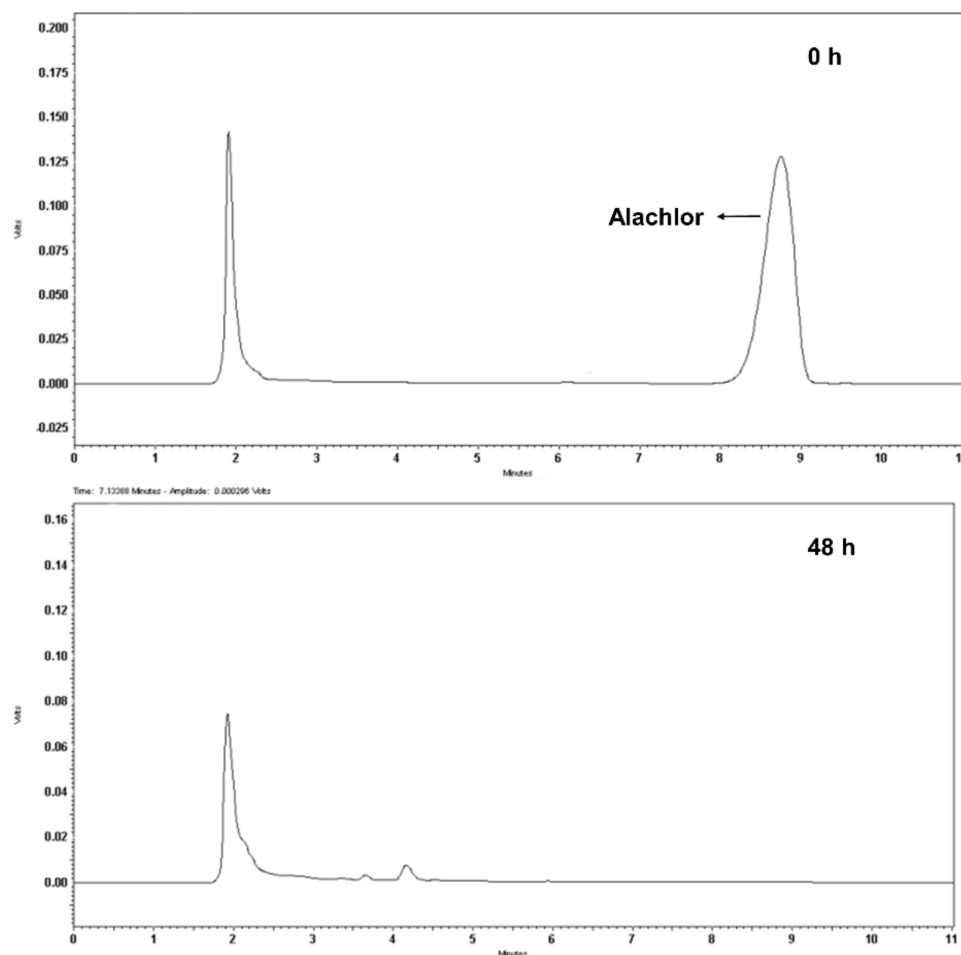 0.200
0 h
0.175
0.150
0.125
0.100
Alachlor
0.075
Volts
0.050
0.025
0.000
-0.025
0 1 2 3 4 5 6 7 8 9 10 11
Minutes
Time: 7.13388 Minutes - Amplitude: 0.000296 Volts
0.16
48 h
0.14
0.12
0.10
0.08
Volts
0.06
0.04
0.02
0.00
0 1 2 3 4 5 6 7 8 9 10 11
Minutes